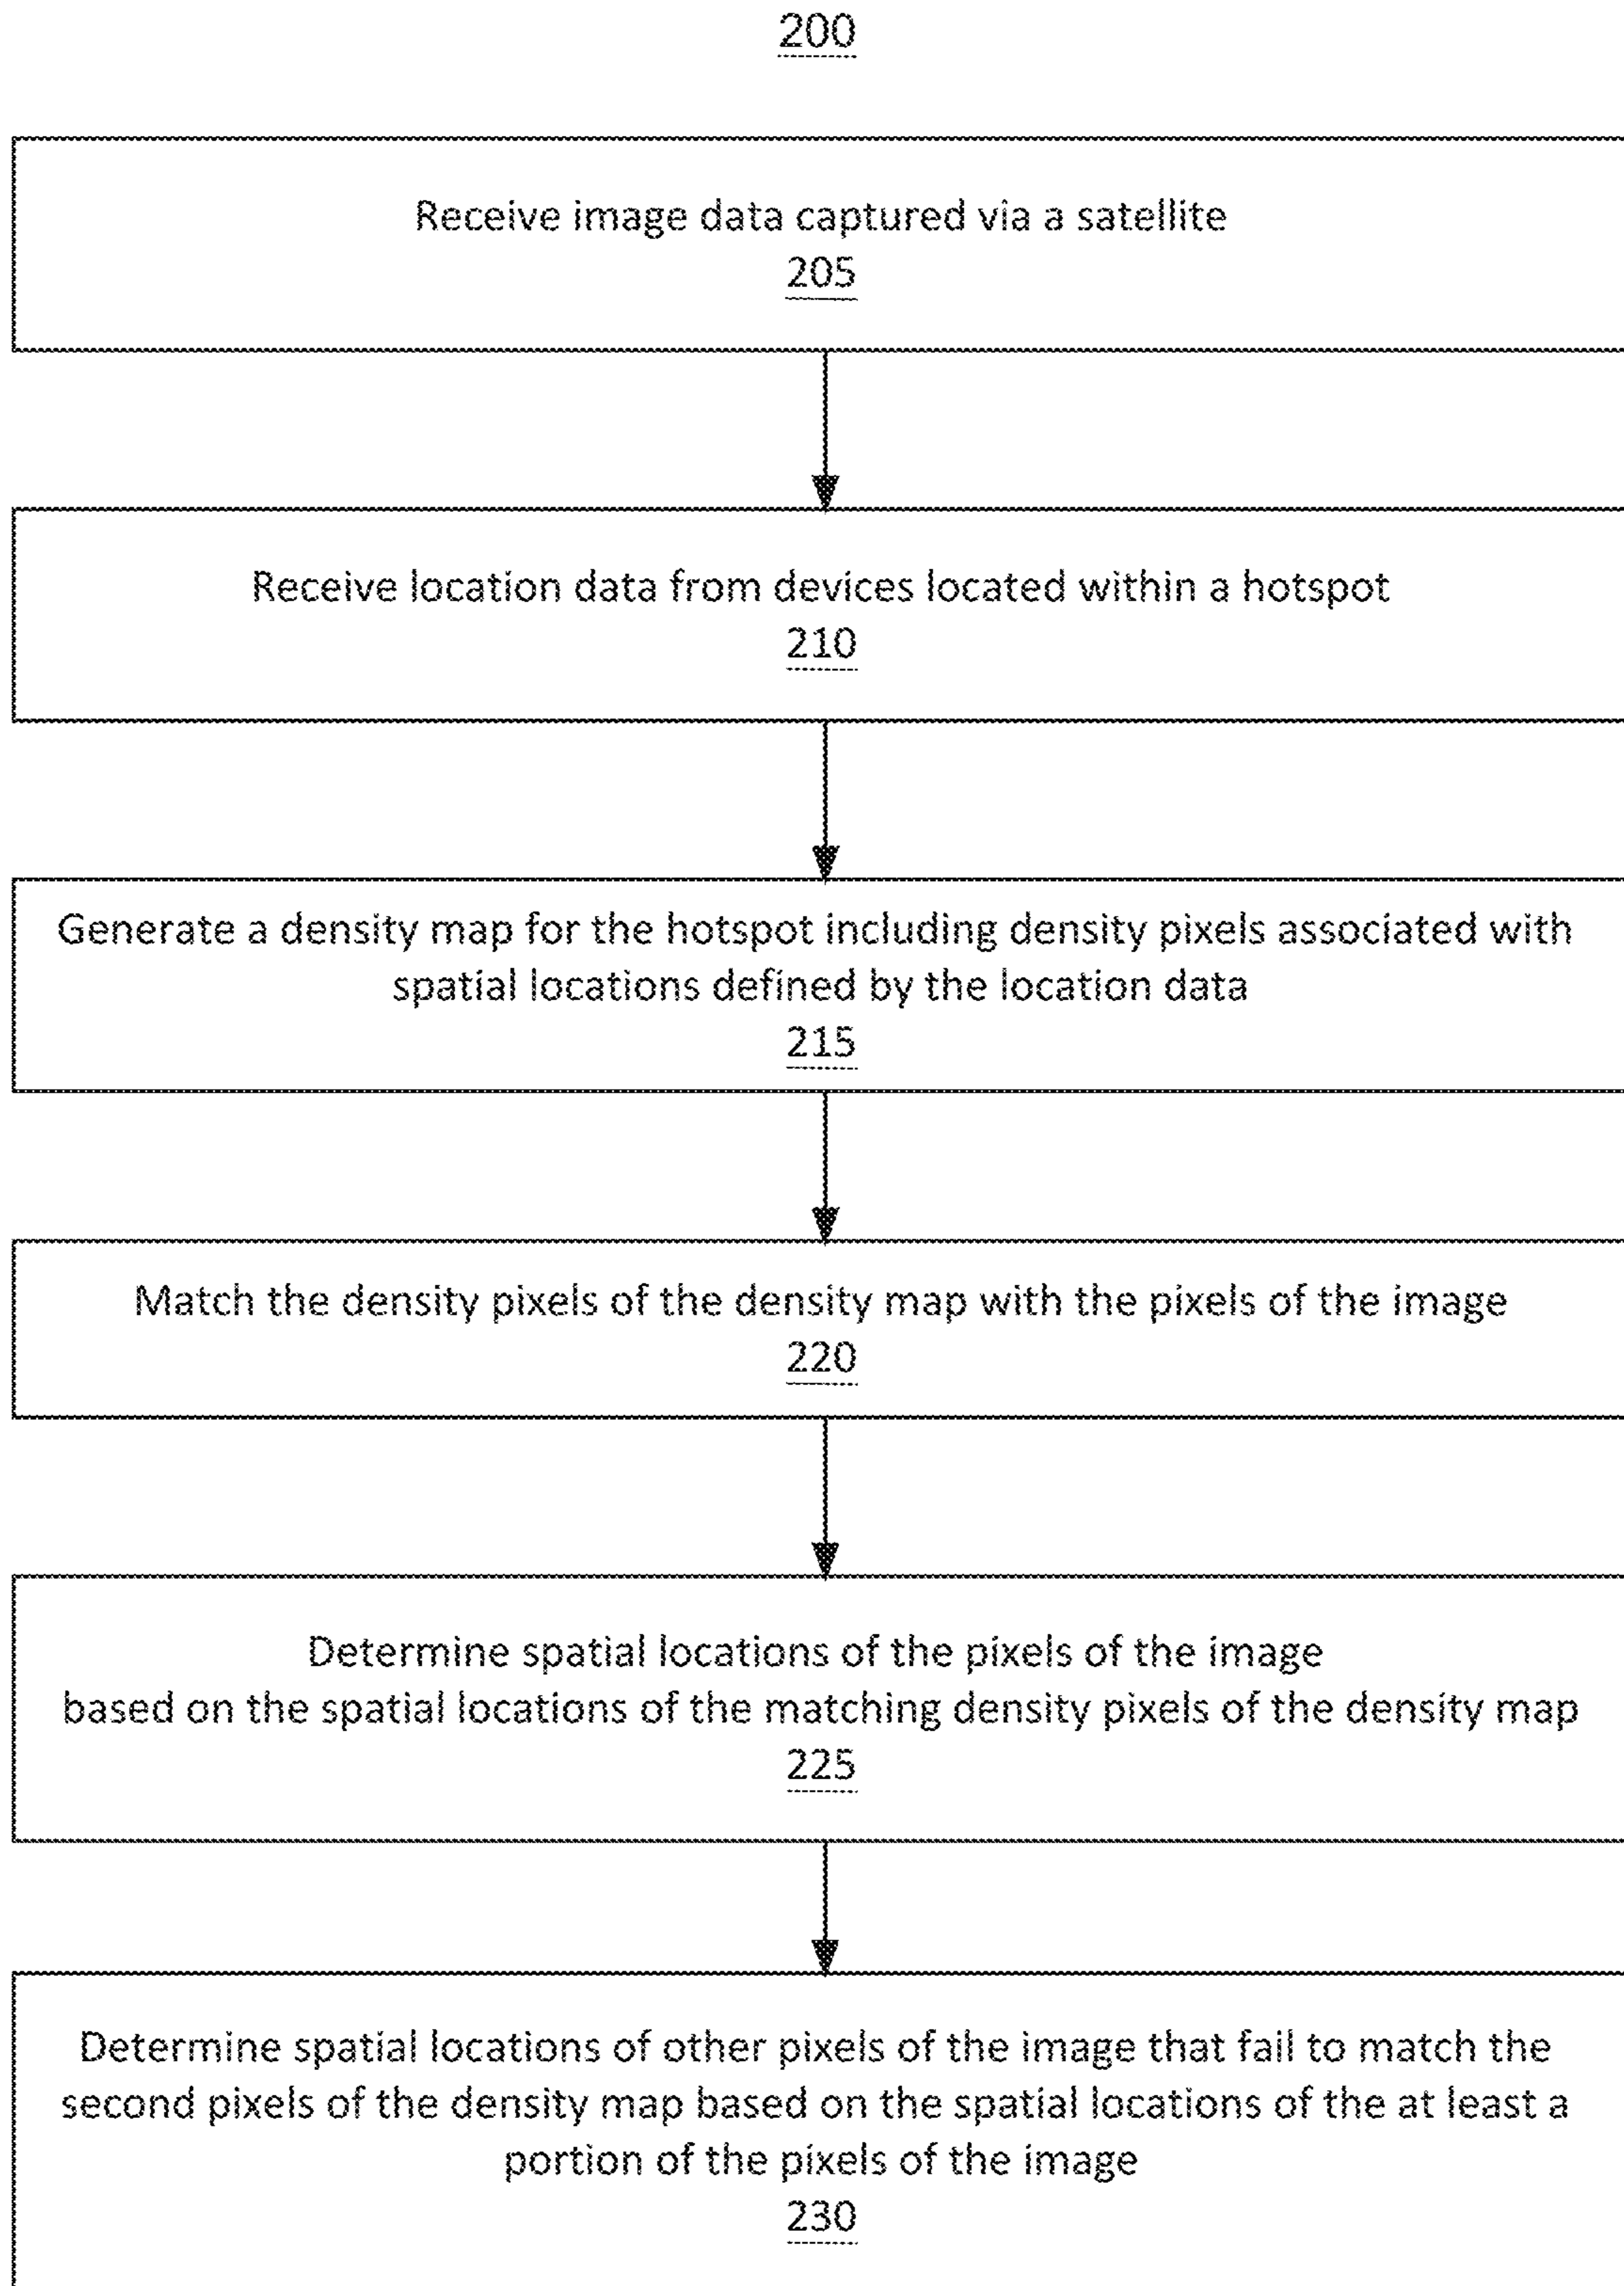 200
Receive image data captured via a satellite
205
Receive location data from devices located within a hotspot
210
Generate a density map for the hotspot including density pixels associated with
spatial locations defined by the location data
215
Match the density pixels of the density map with the pixels of the image
220
Determine spatial locations of the pixels of the image
based on the spatial locations of the matching density pixels of the density map
225
Determine spatial locations of other pixels of the image that fail to match the
second pixels of the density map based on the spatial locations of the at least a
portion of the pixels of the image
230